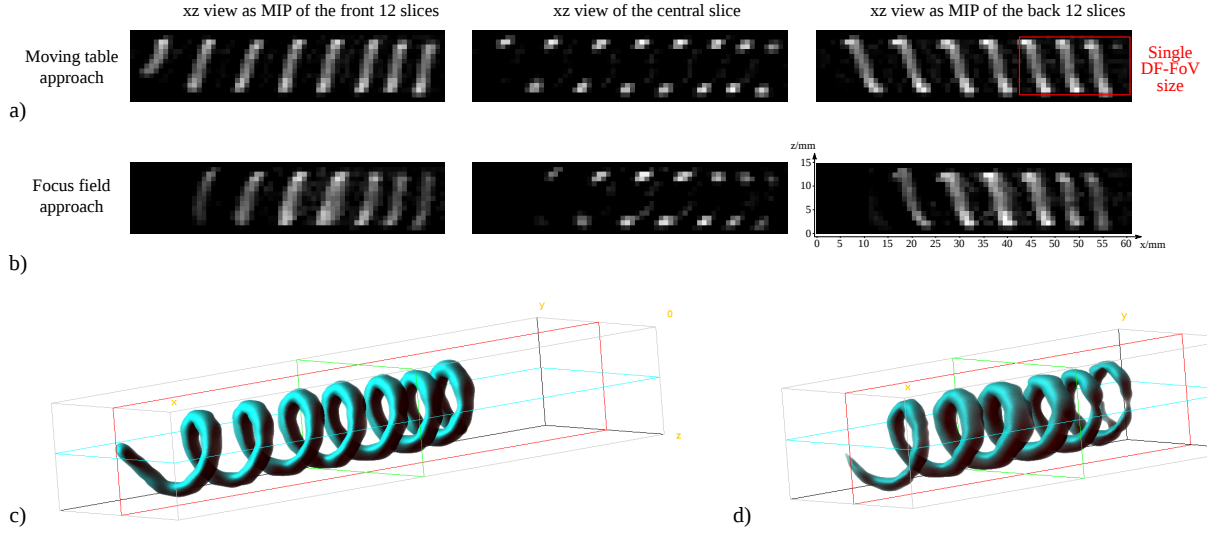 xz view as MIP of the front 12 slices
xz view of the central slice
xz view as MIP of the back 12 slices
Moving table
approach
Single
DF-FoV
size
a)
z/mm
15
10
5
0
Focus field
approach
0 5 10 15 20 25 30 35 40 45 50 55 60
x/mm
b)
y
0
x
z
c)
y
x
d)